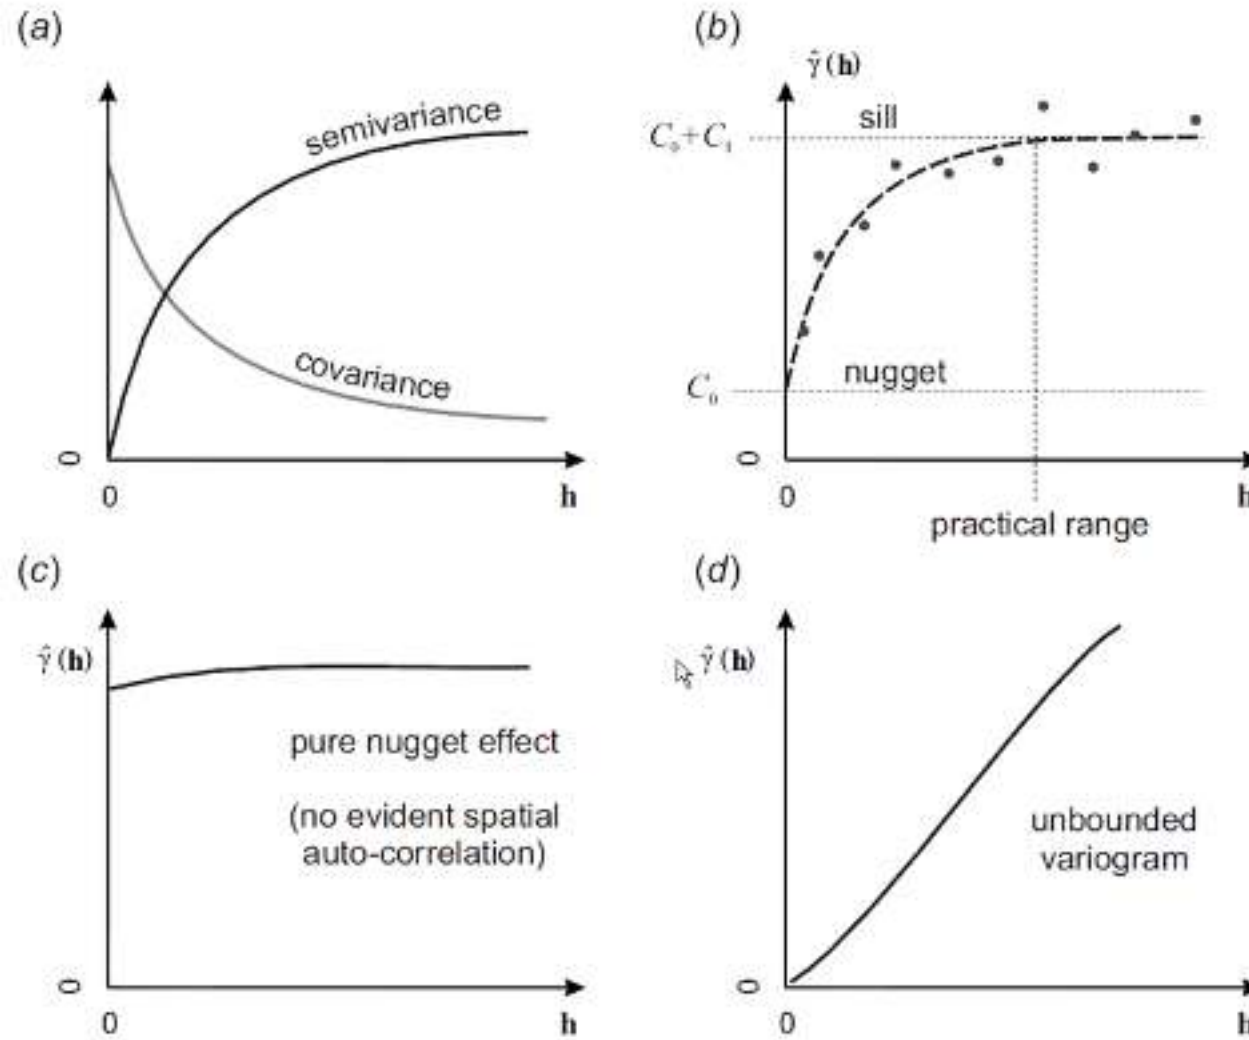 (a)
semivariance
covariance
0
0
h
(b)
γ̂(h)
sill
C₀+C₁
nugget
C₀
0
0
h
practical range
(c)
γ̂(h)
pure nugget effect
(no evident spatial
auto-correlation)
0
0
h
(d)
γ̂(h)
unbounded
variogram
0
0
h